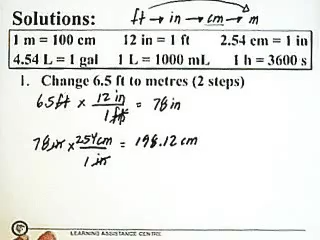 Solutions: ft → in → cm → m
1 m = 100 cm 12 in = 1 ft 2.54 cm = 1 in
4.54 L = 1 gal 1 L = 1000 mL 1 h = 3600 s
1. Change 6.5 ft to metres (2 steps)
6.5 ft × 12 in / 1 ft = 78 in
78 in × 2.54 cm / 1 in = 198.12 cm
LEARNING ASSISTANCE CENTRE